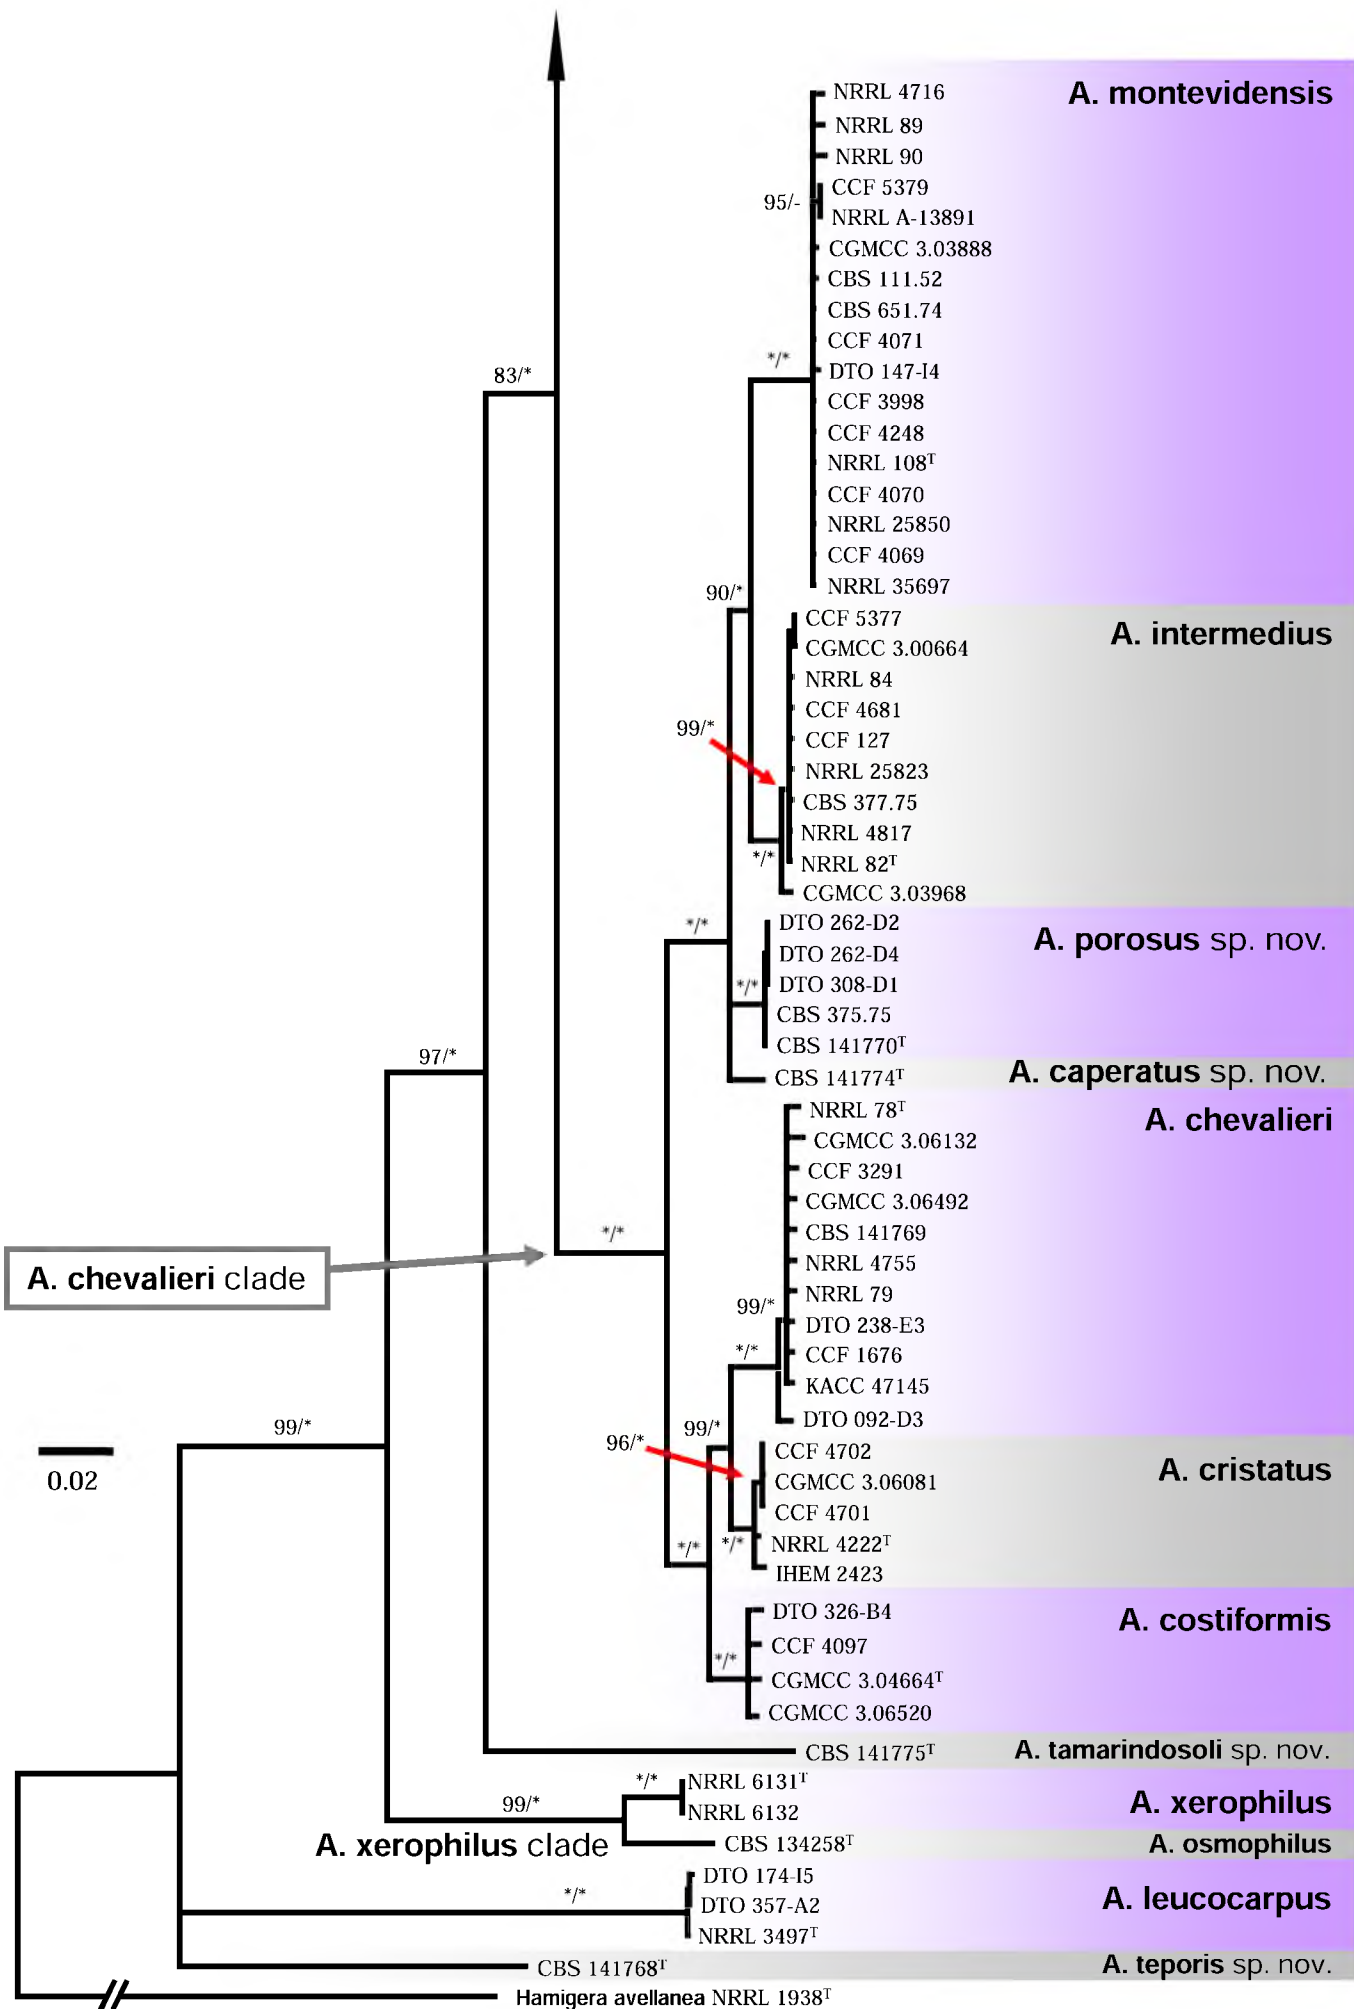 NRRL 4716
A. montevidensis
NRRL 89
NRRL 90
CCF 5379
95/-
NRRL A-13891
CGMCC 3.03888
CBS 111.52
CBS 651.74
CCF 4071
*/*
DTO 147-I4
83/*
CCF 3998
CCF 4248
NRRL 108ᵀ
CCF 4070
NRRL 25850
CCF 4069
NRRL 35697
90/*
CCF 5377
A. intermedius
CGMCC 3.00664
NRRL 84
CCF 4681
99/*
CCF 127
NRRL 25823
CBS 377.75
NRRL 4817
*/*
NRRL 82ᵀ
CGMCC 3.03968
DTO 262-D2
*/*
A. porosus sp. nov.
DTO 262-D4
DTO 308-D1
*/*
CBS 375.75
CBS 141770ᵀ
97/*
CBS 141774ᵀ
A. caperatus sp. nov.
NRRL 78ᵀ
A. chevalieri
CGMCC 3.06132
CCF 3291
CGMCC 3.06492
CBS 141769
*/*
NRRL 4755
A. chevalieri clade
NRRL 79
99/*
DTO 238-E3
*/*
CCF 1676
KACC 47145
DTO 092-D3
99/*
99/*
96/*
CCF 4702
0.02
CGMCC 3.06081
A. cristatus
CCF 4701
*/*
*/*
NRRL 4222ᵀ
IHEM 2423
DTO 326-B4
A. costiformis
CCF 4097
*/*
CGMCC 3.04664ᵀ
CGMCC 3.06520
CBS 141775ᵀ
A. tamarindosoli sp. nov.
*/*
NRRL 6131ᵀ
99/*
NRRL 6132
A. xerophilus
A. xerophilus clade
CBS 134258ᵀ
A. osmophilus
DTO 174-I5
*/*
DTO 357-A2
A. leucocarpus
NRRL 3497ᵀ
CBS 141768ᵀ
A. teporis sp. nov.
Hamigera avellanea NRRL 1938ᵀ